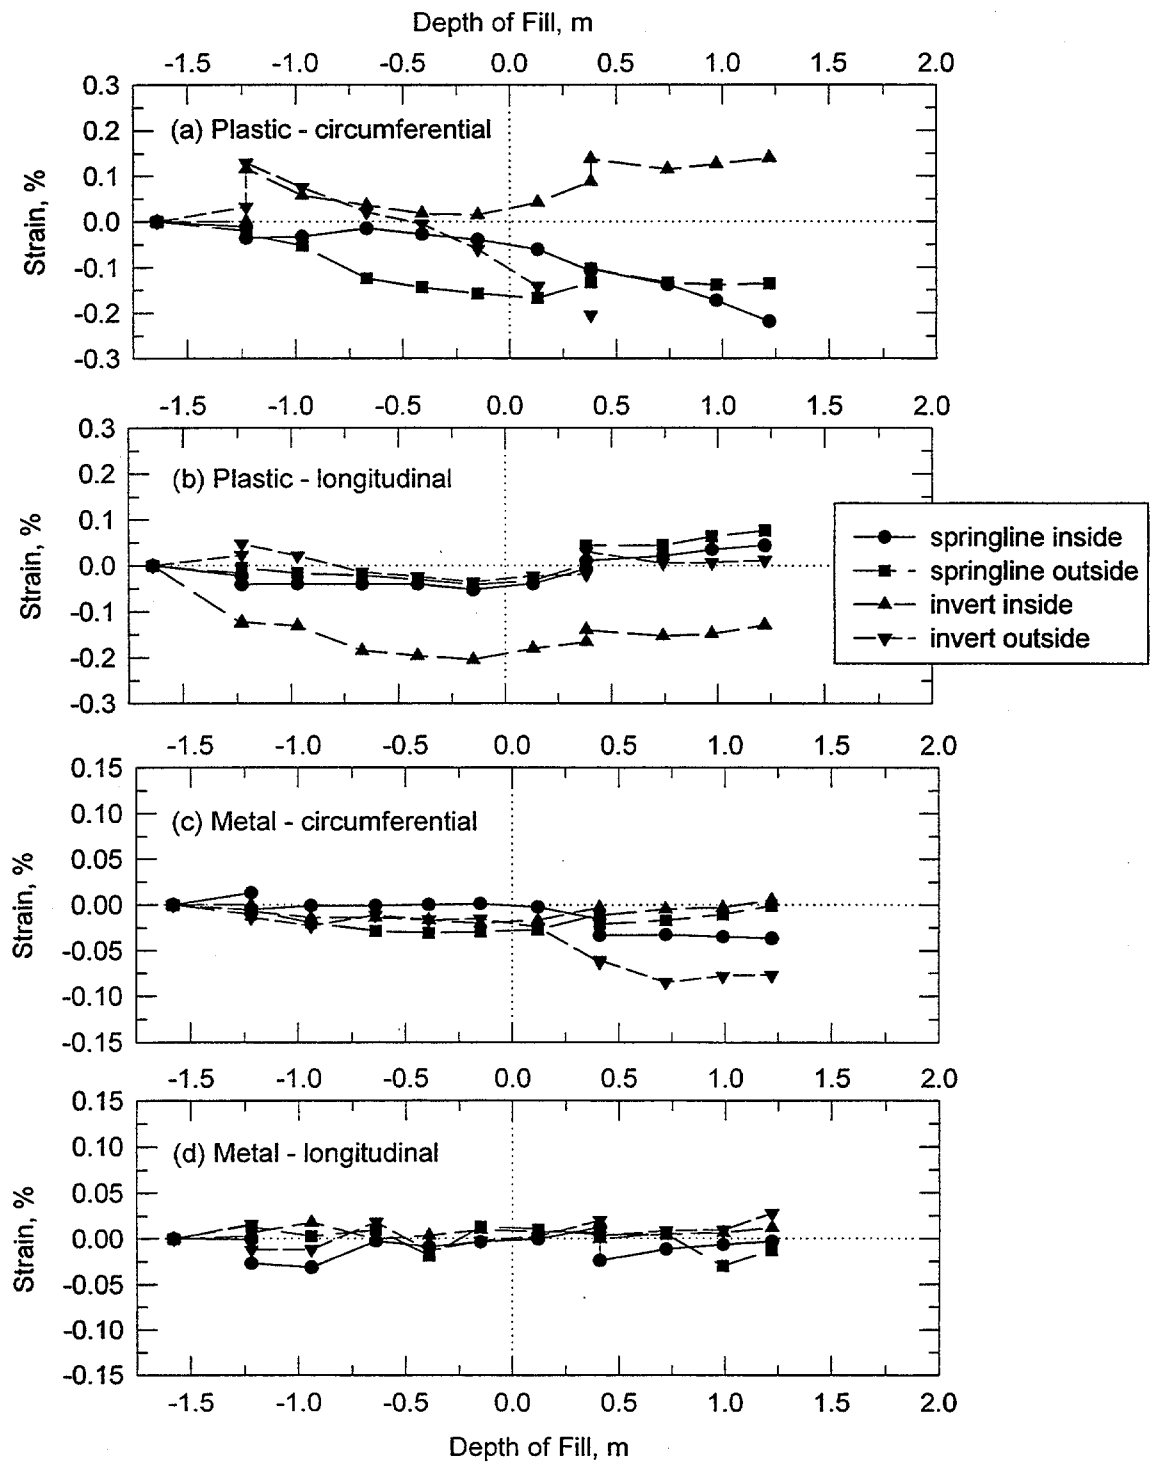 Depth of Fill, m
-1.5 -1.0 -0.5 0.0 0.5 1.0 1.5 2.0
0.3
(a) Plastic - circumferential
0.2
0.1
0.0
-0.1
-0.2
-0.3
Strain, %
-1.5 -1.0 -0.5 0.0 0.5 1.0 1.5 2.0
0.3
(b) Plastic - longitudinal
0.2
0.1
0.0
-0.1
-0.2
-0.3
Strain, %
springline inside
springline outside
invert inside
invert outside
-1.5 -1.0 -0.5 0.0 0.5 1.0 1.5 2.0
0.15
(c) Metal - circumferential
0.10
0.05
0.00
-0.05
-0.10
-0.15
Strain, %
-1.5 -1.0 -0.5 0.0 0.5 1.0 1.5 2.0
0.15
(d) Metal - longitudinal
0.10
0.05
0.00
-0.05
-0.10
-0.15
Strain, %
-1.5 -1.0 -0.5 0.0 0.5 1.0 1.5 2.0
Depth of Fill, m